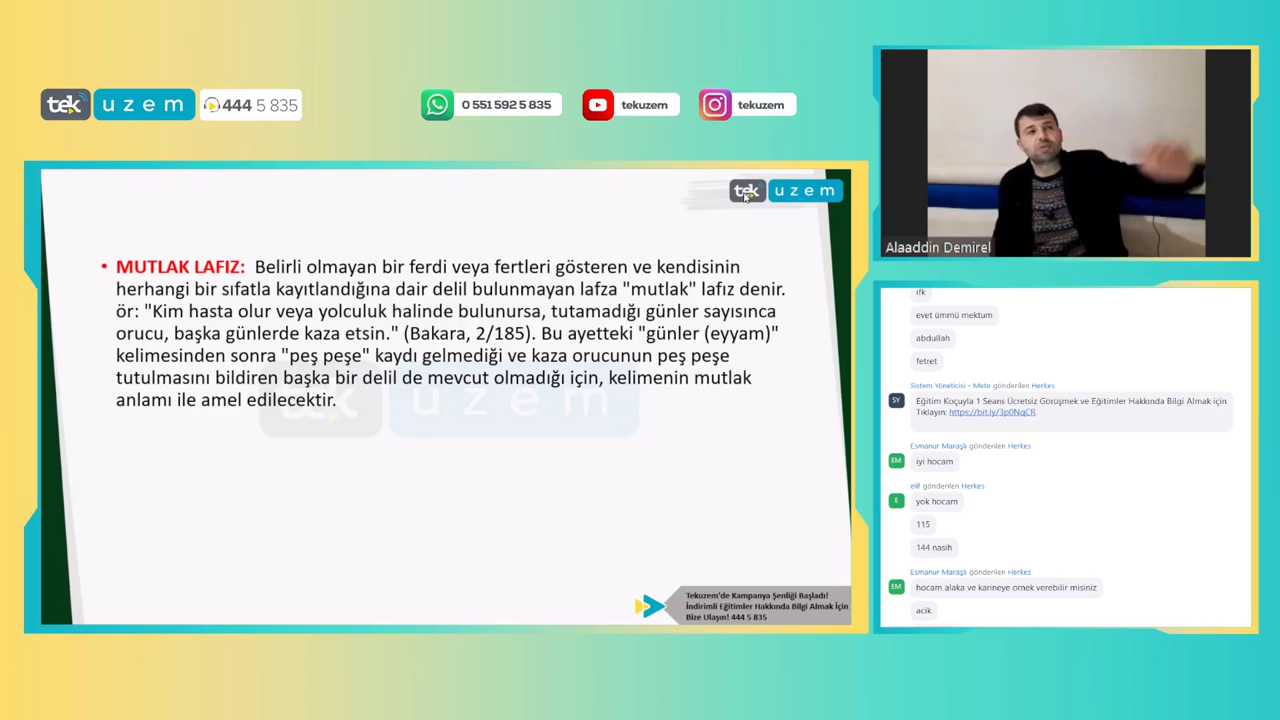 tek uzem 444 5 835
0 551 592 5 835
tekuzem
tekuzem
tek uzem
• MUTLAK LAFIZ: Belirli olmayan bir ferdi veya fertleri gösteren ve kendisinin
herhangi bir sıfatla kayıtlandığına dair delil bulunmayan lafza "mutlak" lafız denir.
ör: "Kim hasta olur veya yolculuk halinde bulunursa, tutamadığı günler sayısınca
orucu, başka günlerde kaza etsin." (Bakara, 2/185). Bu ayetteki "günler (eyyam)"
kelimesinden sonra "peş peşe" kaydı gelmediği ve kaza orucunun peş peşe
tutulmasını bildiren başka bir delil de mevcut olmadığı için, kelimenin mutlak
anlamı ile amel edilecektir.
tek uzem
Tekuzem'de Kampanya Şenliği Başladı!
İndirimli Eğitimler Hakkında Bilgi Almak İçin
Bize Ulaşın! 444 5 835
Alaaddin Demirel
ifk
evet ümmü mektum
abdullah
fetret
Sistem Yöneticisi - Mete gönderilen Herkes
SY
Eğitim Koçuyla 1 Seans Ücretsiz Görüşmek ve Eğitimler Hakkında Bilgi Almak için
Tıklayın: https://bit.ly/3p0NqCR
Esmanur Maraşlı gönderilen Herkes
EM iyi hocam
elif gönderilen Herkes
E yok hocam
115
144 nasih
Esmanur Maraşlı gönderilen Herkes
EM hocam alaka ve karineye ornek verebilir misiniz
acik